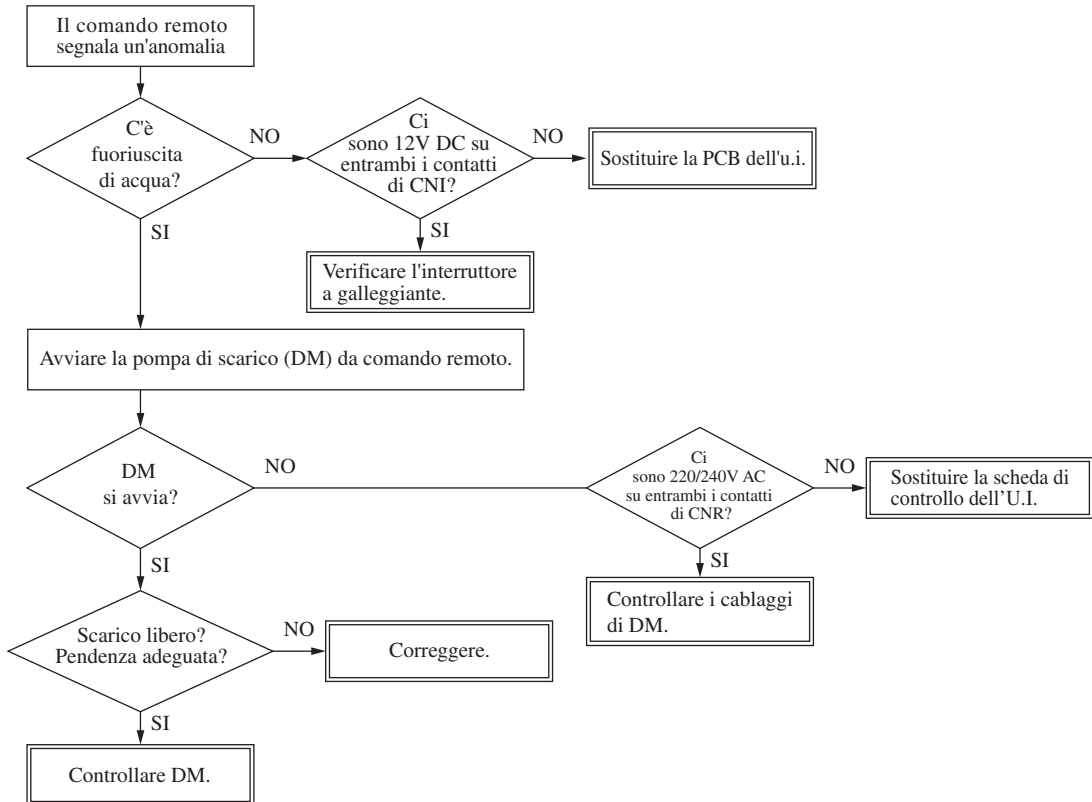 Il comando remoto
segnala un'anomalia
C'è
fuoriuscita
di acqua?
NO
Ci
sono 12V DC su
entrambi i contatti
di CNI?
NO
Sostituire la PCB dell'u.i.
SI
SI
Verificare l'interruttore
a galleggiante.
Avviare la pompa di scarico (DM) da comando remoto.
DM
si avvia?
NO
Ci
sono 220/240V AC
su entrambi i contatti
di CNR?
NO
Sostituire la scheda di
controllo dell’U.I.
SI
SI
Controllare i cablaggi
di DM.
Scarico libero?
Pendenza adeguata?
NO
Correggere.
SI
Controllare DM.